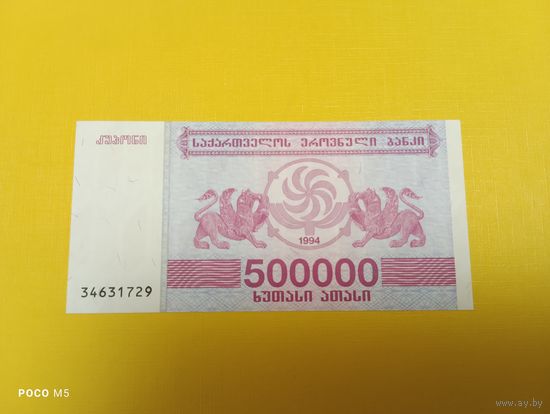 კუპონი
საქართველოს ეროვნული ბანკი
1994
500000
ხუთასი ათასი
34631729
POCO M5
www.ay.by